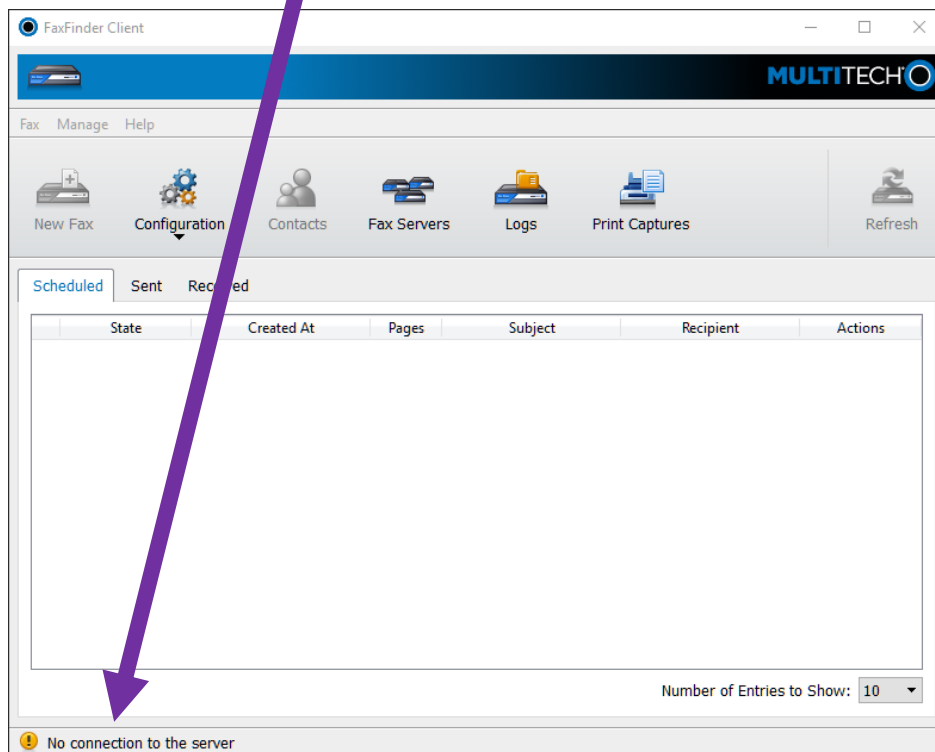 FaxFinder Client
MULTITECH
Fax Manage Help
New Fax Configuration Contacts Fax Servers Logs Print Captures Refresh
Scheduled Sent
State Created At Pages Subject Recipient Actions
Number of Entries to Show: 10
No connection to the server